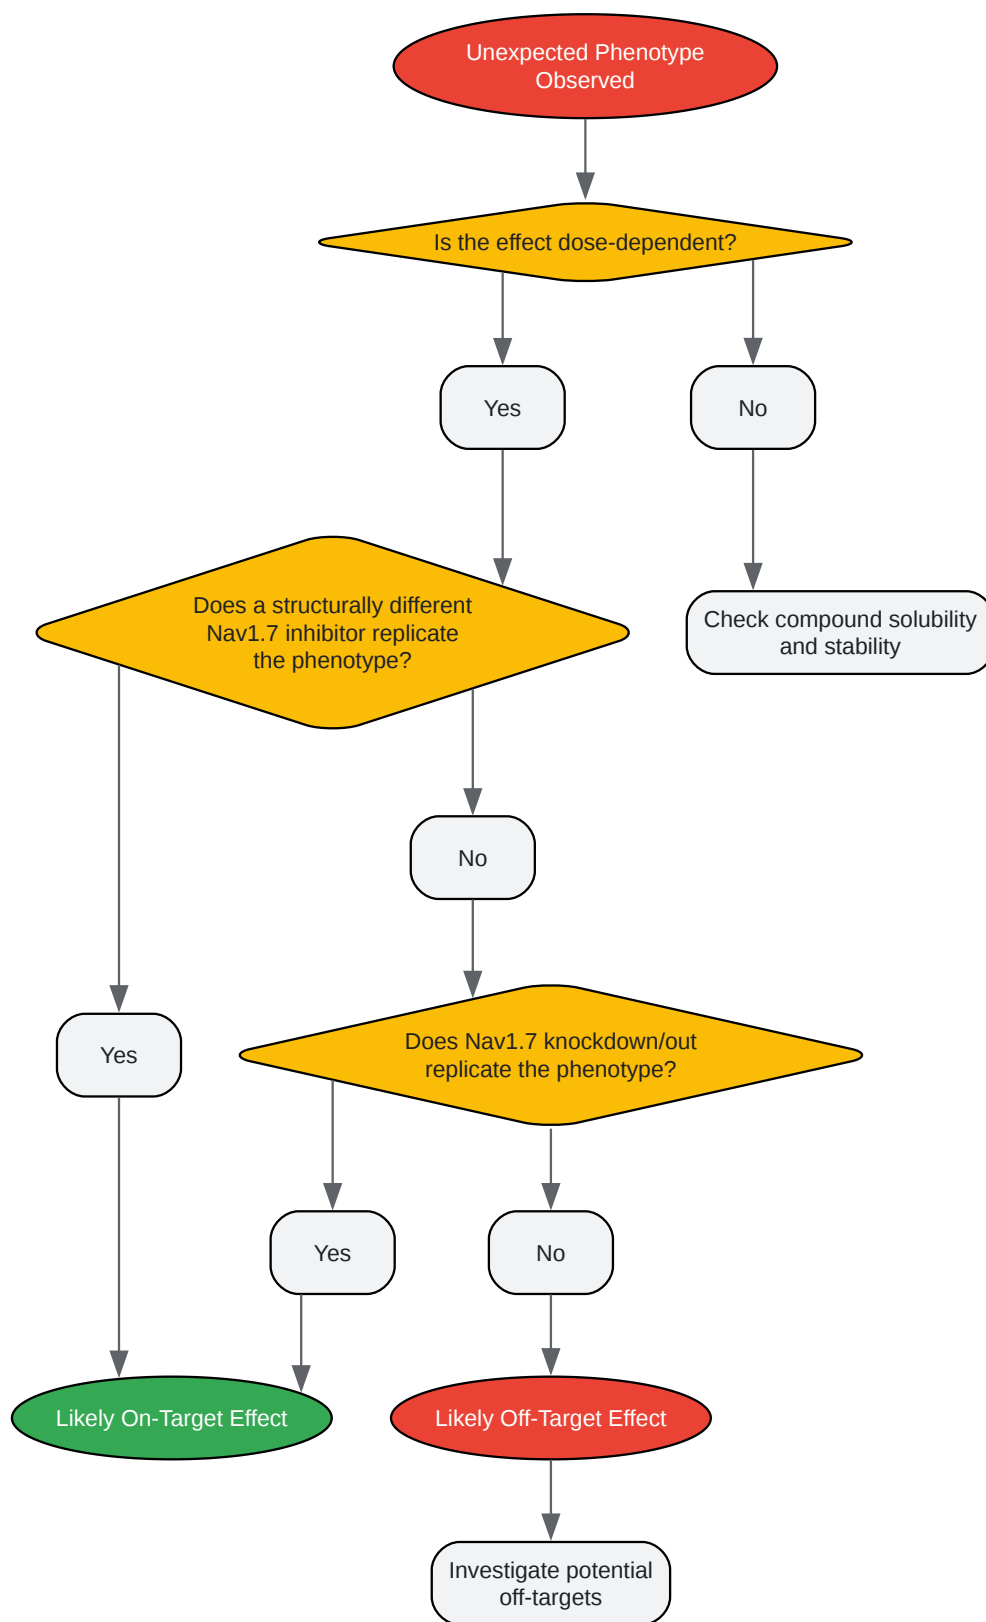 Unexpected Phenotype
Observed
Is the effect dose-dependent?
Yes
No
Does a structurally different
Nav1.7 inhibitor replicate
the phenotype?
Check compound solubility
and stability
No
Yes
Does Nav1.7 knockdown/out
replicate the phenotype?
Yes
No
Likely On-Target Effect
Likely Off-Target Effect
Investigate potential
off-targets